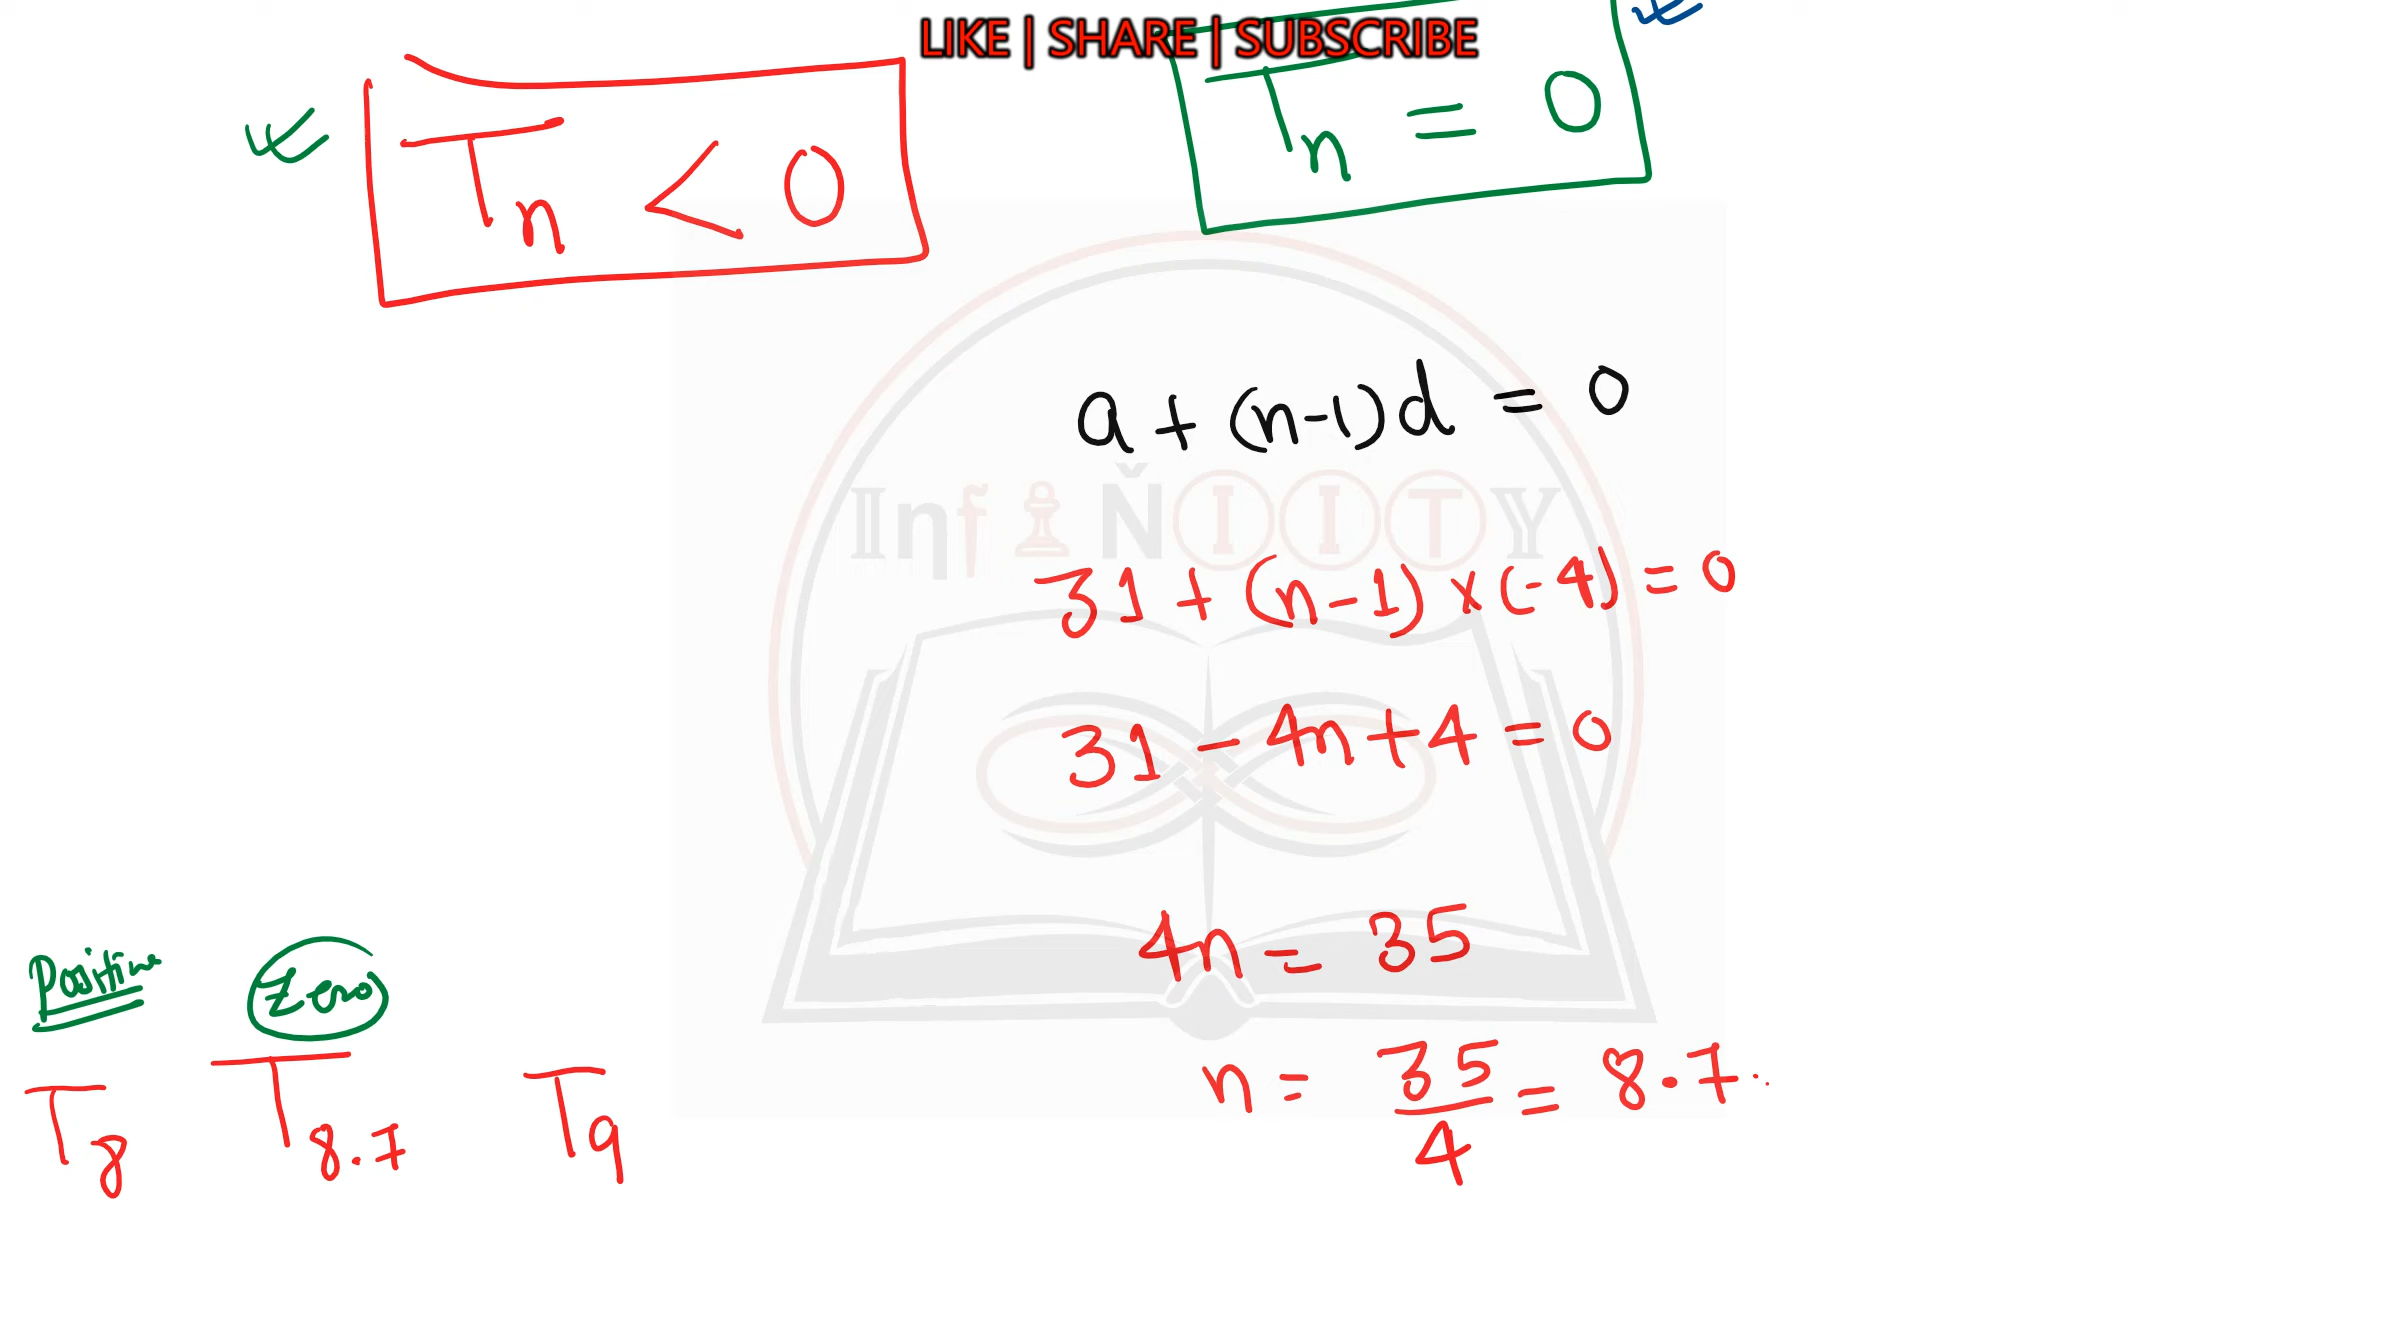 LIKE | SHARE | SUBSCRIBE
Tn < 0
Tn = 0
a + (n-1)d = 0
InfiŇIITY
31 + (n-1) x (-4) = 0
31 - 4n + 4 = 0
4n = 35
n = 35/4 = 8.7..
Positive Zero
T8 T8.7 T9